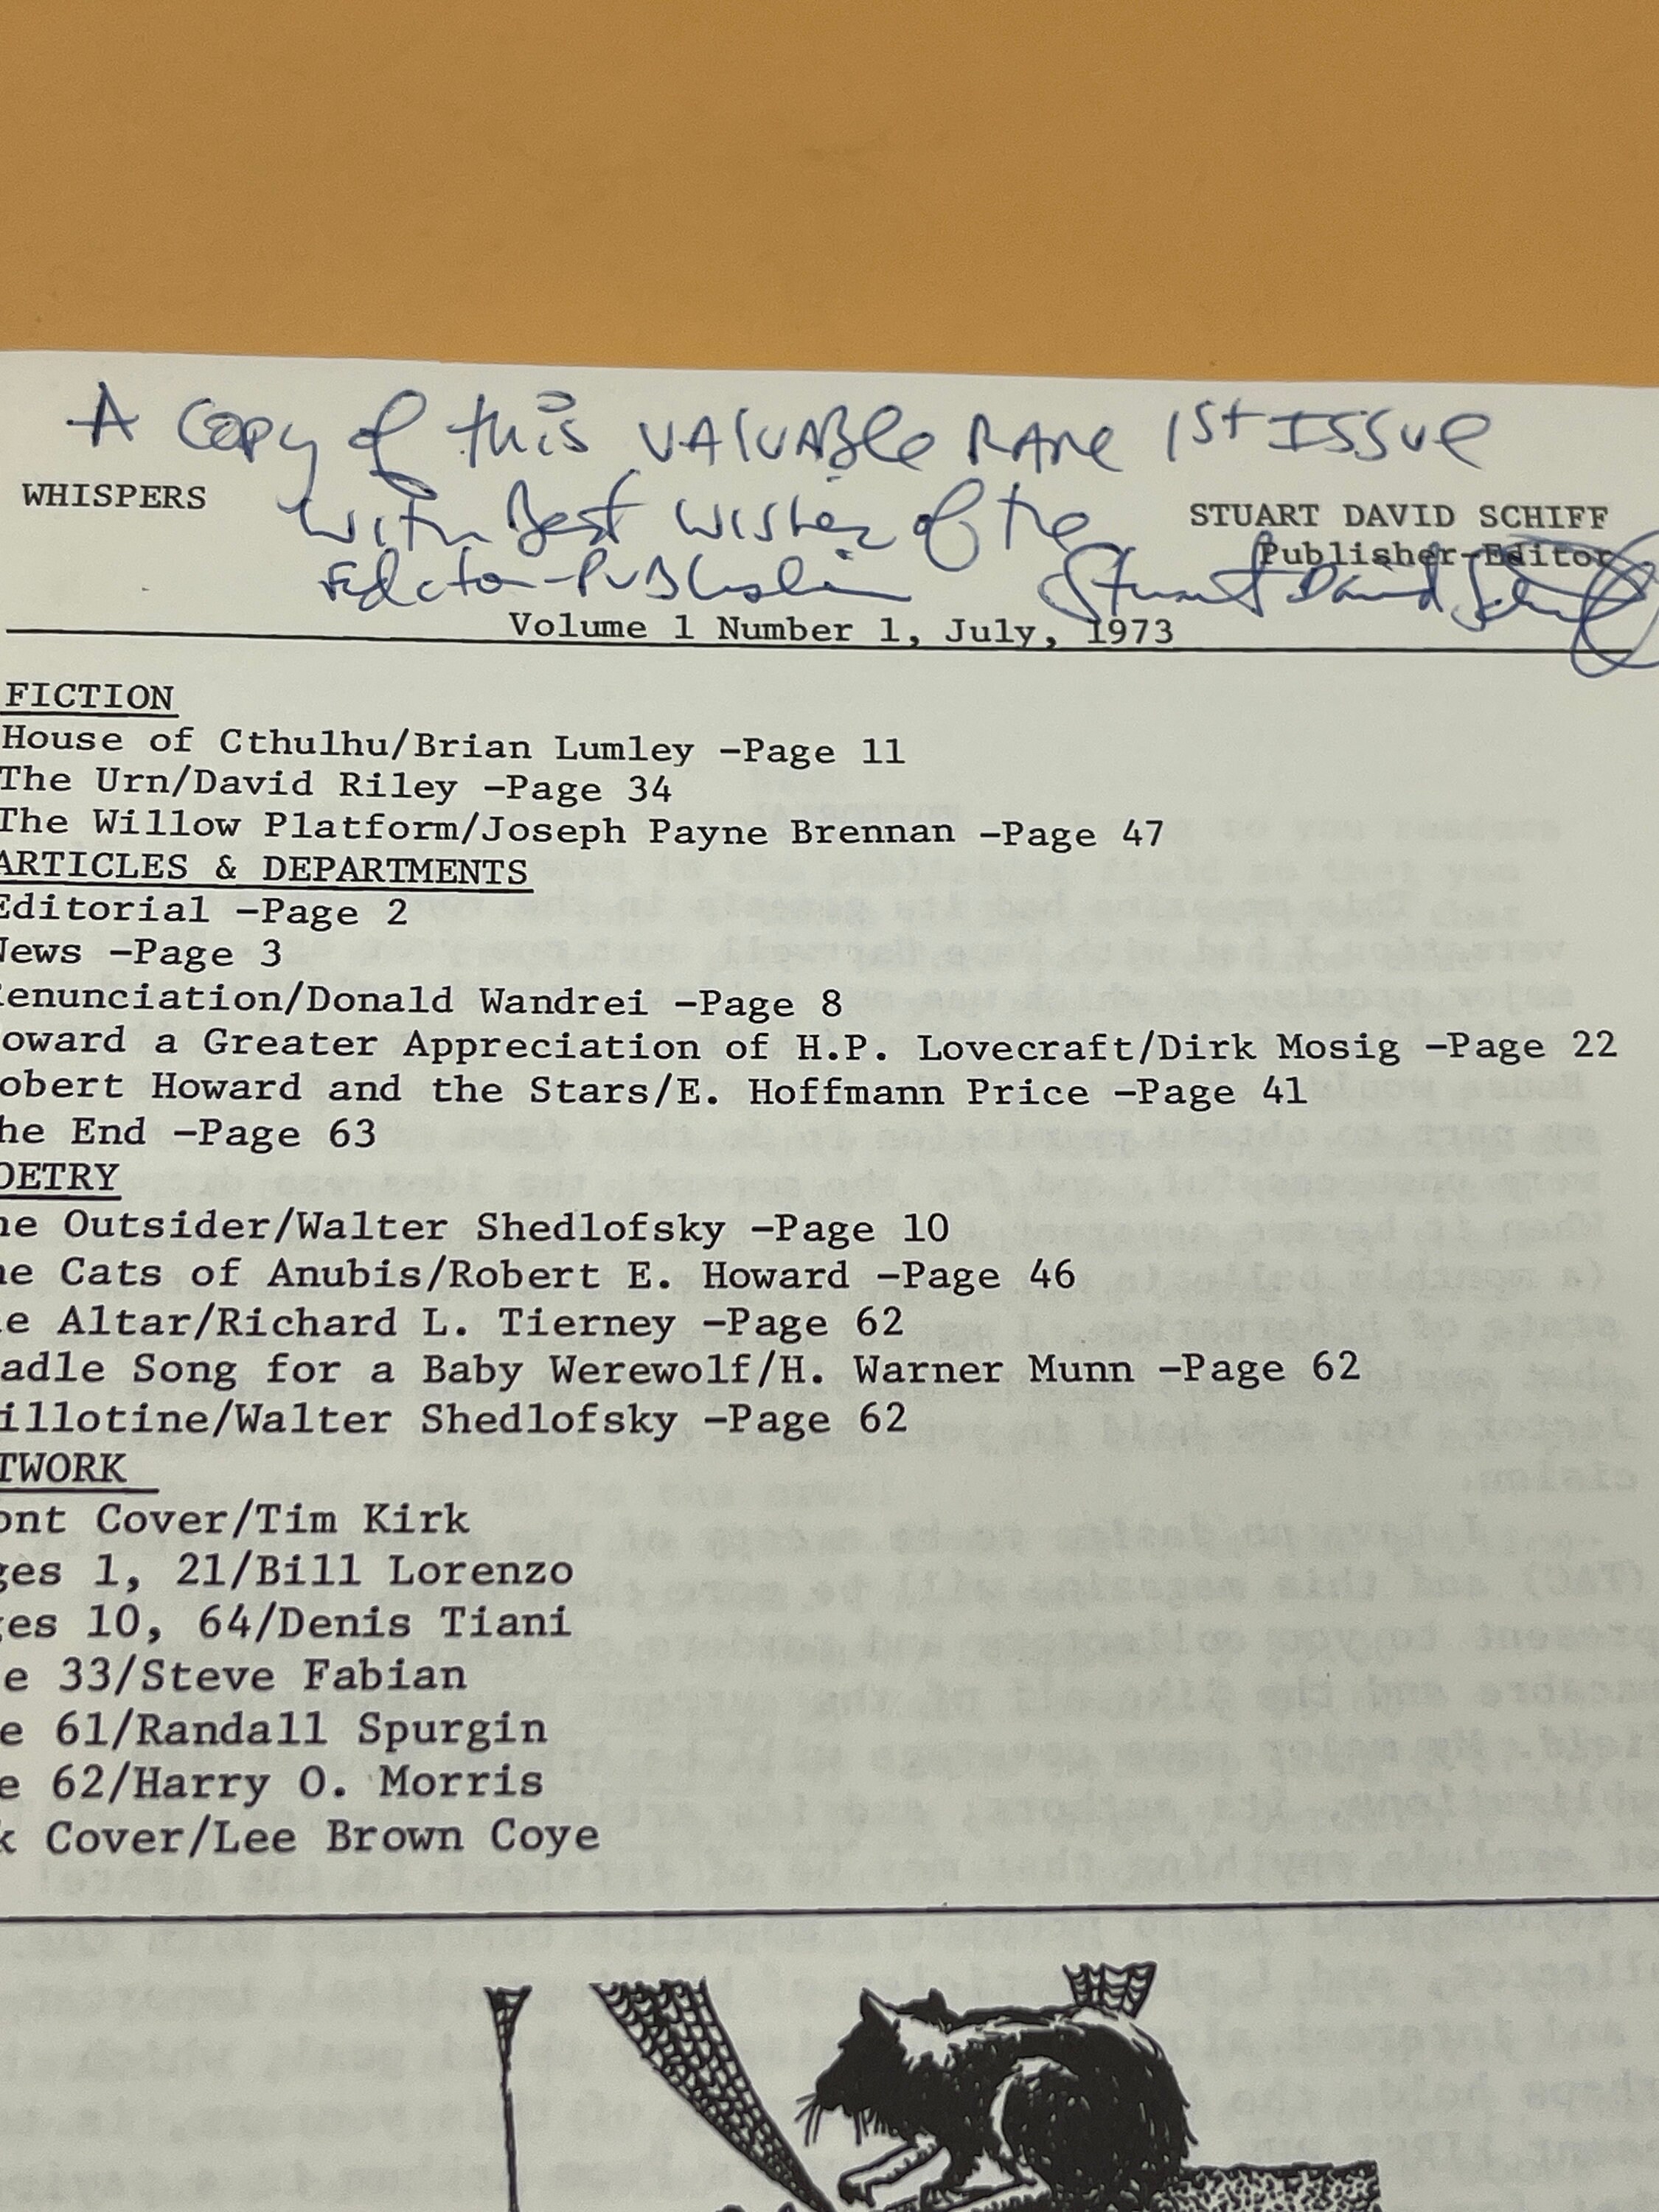 A copy of this VALUABLE RARE 1st ISSUE
WHISPERS
with Best Wishes of the
STUART DAVID SCHIFF
Publisher-Editor
Editor-Publisher Stuart David Schiff
Volume 1 Number 1, July, 1973
FICTION
House of Cthulhu/Brian Lumley -Page 11
The Urn/David Riley -Page 34
The Willow Platform/Joseph Payne Brennan -Page 47
ARTICLES & DEPARTMENTS
Editorial -Page 2
News -Page 3
enunciation/Donald Wandrei -Page 8
oward a Greater Appreciation of H.P. Lovecraft/Dirk Mosig -Page 22
obert Howard and the Stars/E. Hoffmann Price -Page 41
he End -Page 63
OETRY
he Outsider/Walter Shedlofsky -Page 10
he Cats of Anubis/Robert E. Howard -Page 46
e Altar/Richard L. Tierney -Page 62
adle Song for a Baby Werewolf/H. Warner Munn -Page 62
illotine/Walter Shedlofsky -Page 62
TWORK
ont Cover/Tim Kirk
ges 1, 21/Bill Lorenzo
ges 10, 64/Denis Tiani
e 33/Steve Fabian
e 61/Randall Spurgin
e 62/Harry O. Morris
k Cover/Lee Brown Coye